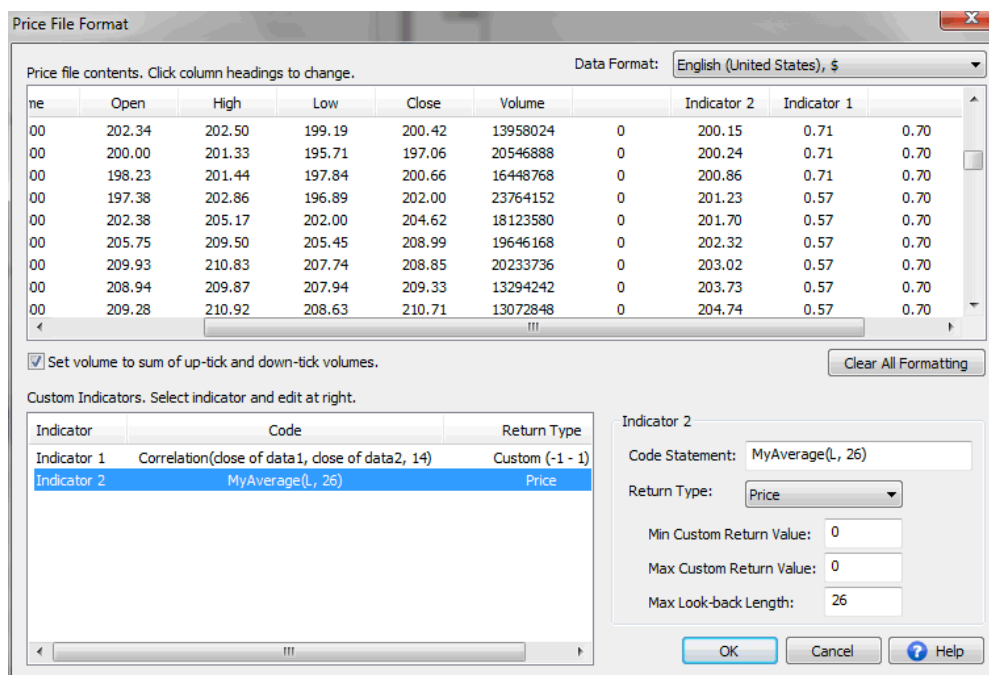 Price File Format
Price file contents. Click column headings to change. Data Format: English (United States), $
me Open High Low Close Volume Indicator 2 Indicator 1
00 202.34 202.50 199.19 200.42 13958024 0 200.15 0.71 0.70
00 200.00 201.33 195.71 197.06 20546888 0 200.24 0.71 0.70
00 198.23 201.44 197.84 200.66 16448768 0 200.86 0.71 0.70
00 197.38 202.86 196.89 202.00 23764152 0 201.23 0.57 0.70
00 202.38 205.17 202.00 204.62 18123580 0 201.70 0.57 0.70
00 205.75 209.50 205.45 208.99 19646168 0 202.32 0.57 0.70
00 209.93 210.83 207.74 208.85 20233736 0 203.02 0.57 0.70
00 208.94 209.87 207.94 209.33 13294242 0 203.73 0.57 0.70
00 209.28 210.92 208.63 210.71 13072848 0 204.74 0.57 0.70
Set volume to sum of up-tick and down-tick volumes. Clear All Formatting
Custom Indicators. Select indicator and edit at right.
Indicator Code Return Type
Indicator 1 Correlation(close of data1, close of data2, 14) Custom (-1 - 1)
Indicator 2 MyAverage(L, 26) Price
Indicator 2
Code Statement: MyAverage(L, 26)
Return Type: Price
Min Custom Return Value: 0
Max Custom Return Value: 0
Max Look-back Length: 26
OK Cancel Help